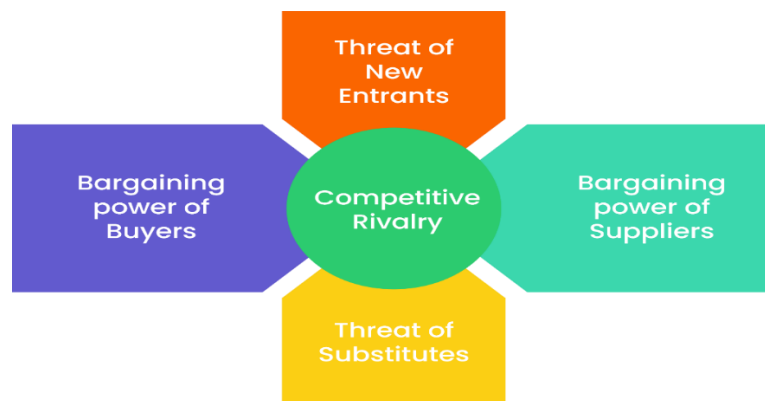 Threat of
New
Entrants
Bargaining
power of
Buyers
Competitive
Rivalry
Bargaining
power of
Suppliers
Threat of
Substitutes